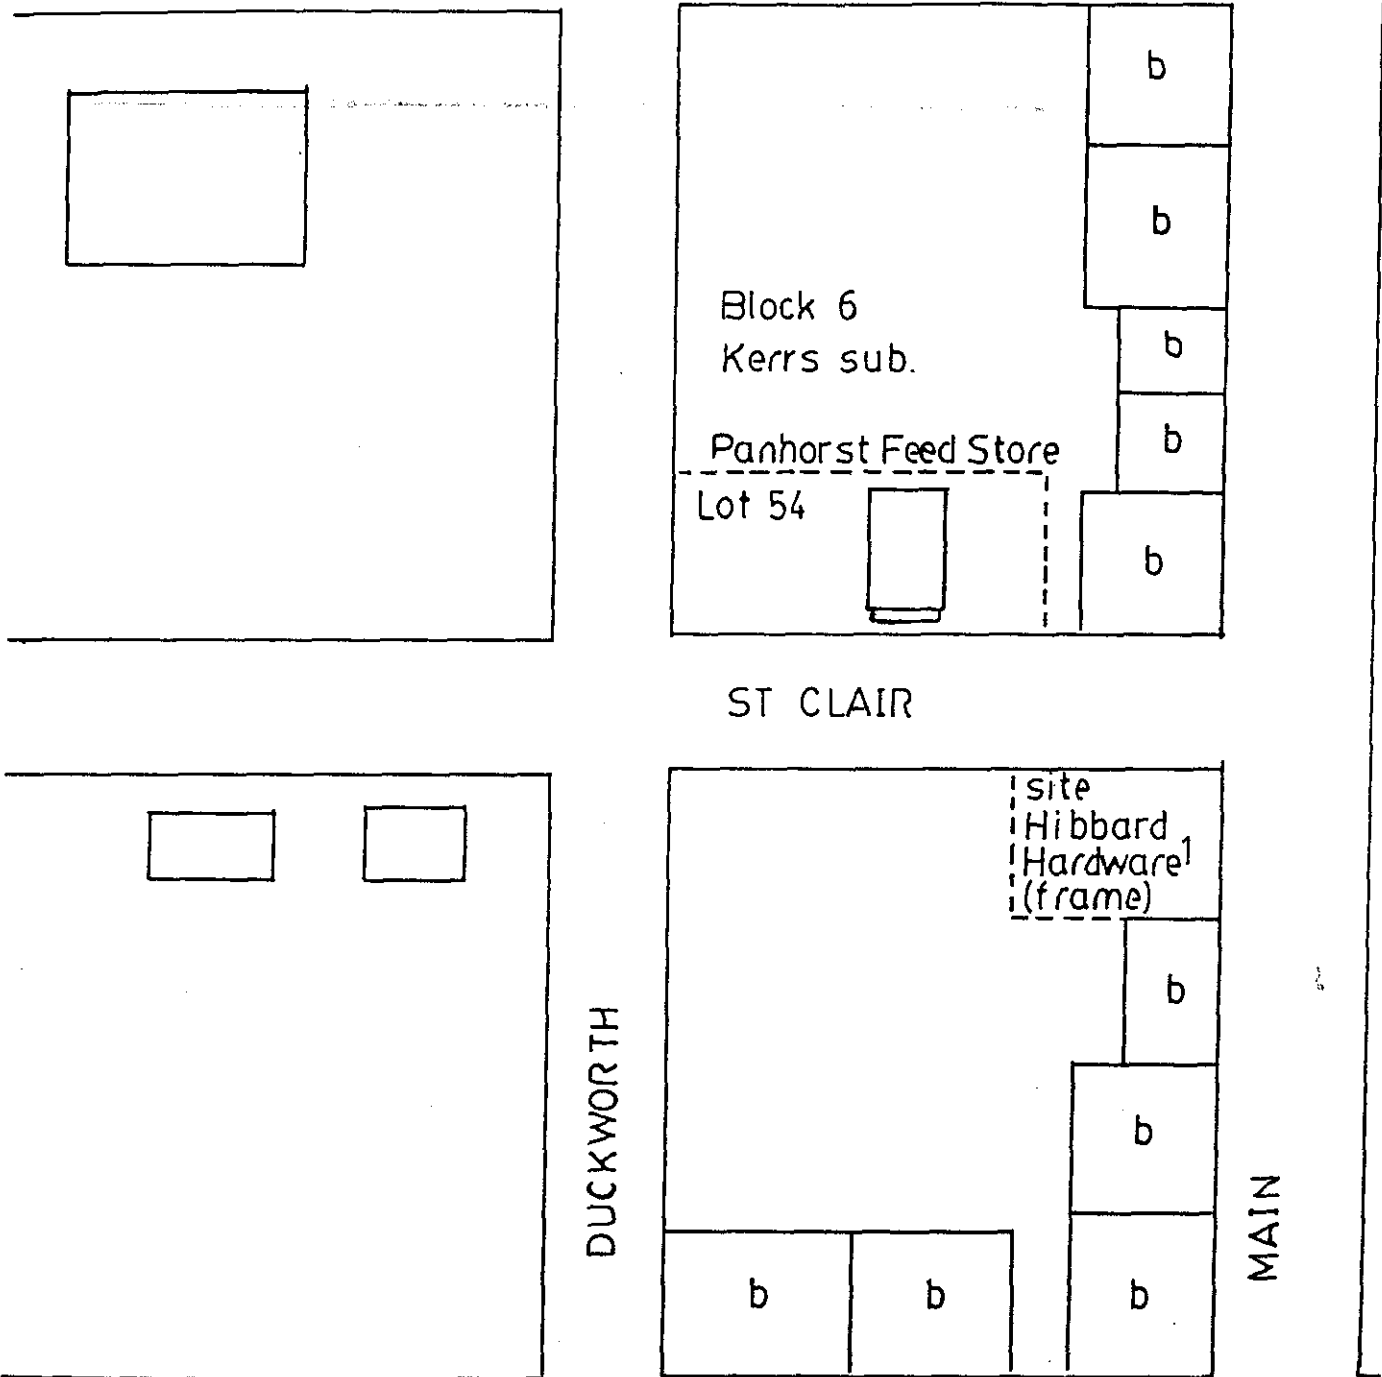 b
b
Block 6
Kerrs sub.
b
b
Panhorst Feed Store
Lot 54
b
ST CLAIR
site
Hibbard
Hardware1
(frame)
b
DUCKWORTH
b
MAIN
b
b
b